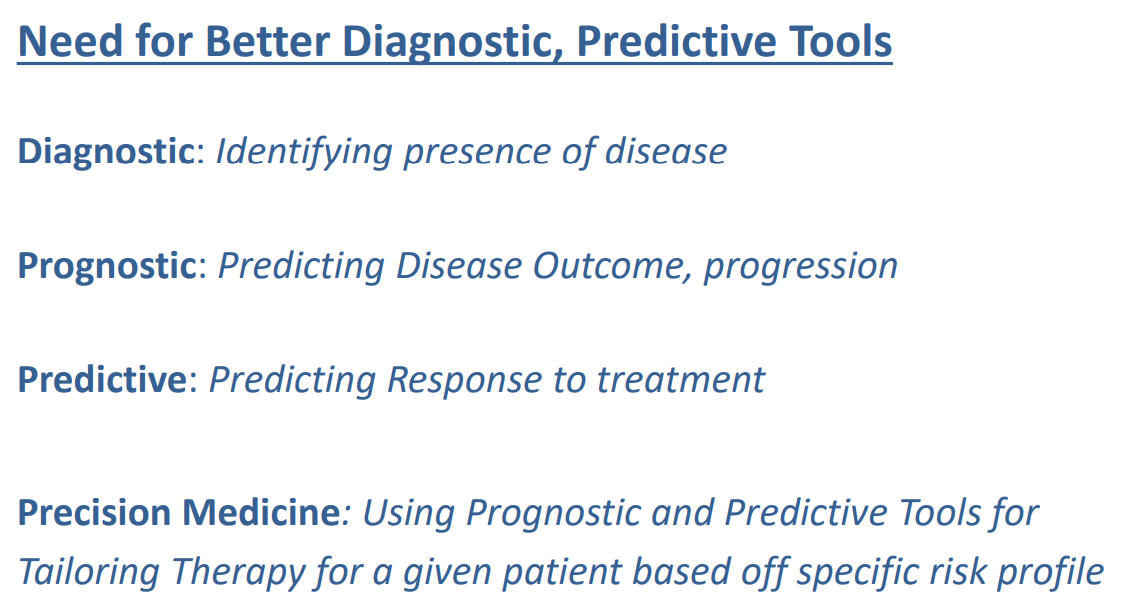 Need for Better Diagnostic, Predictive Tools
Diagnostic: Identifying presence of disease
Prognostic: Predicting Disease Outcome, progression
Predictive: Predicting Response to treatment
Precision Medicine: Using Prognostic and Predictive Tools for
Tailoring Therapy for a given patient based off specific risk profile